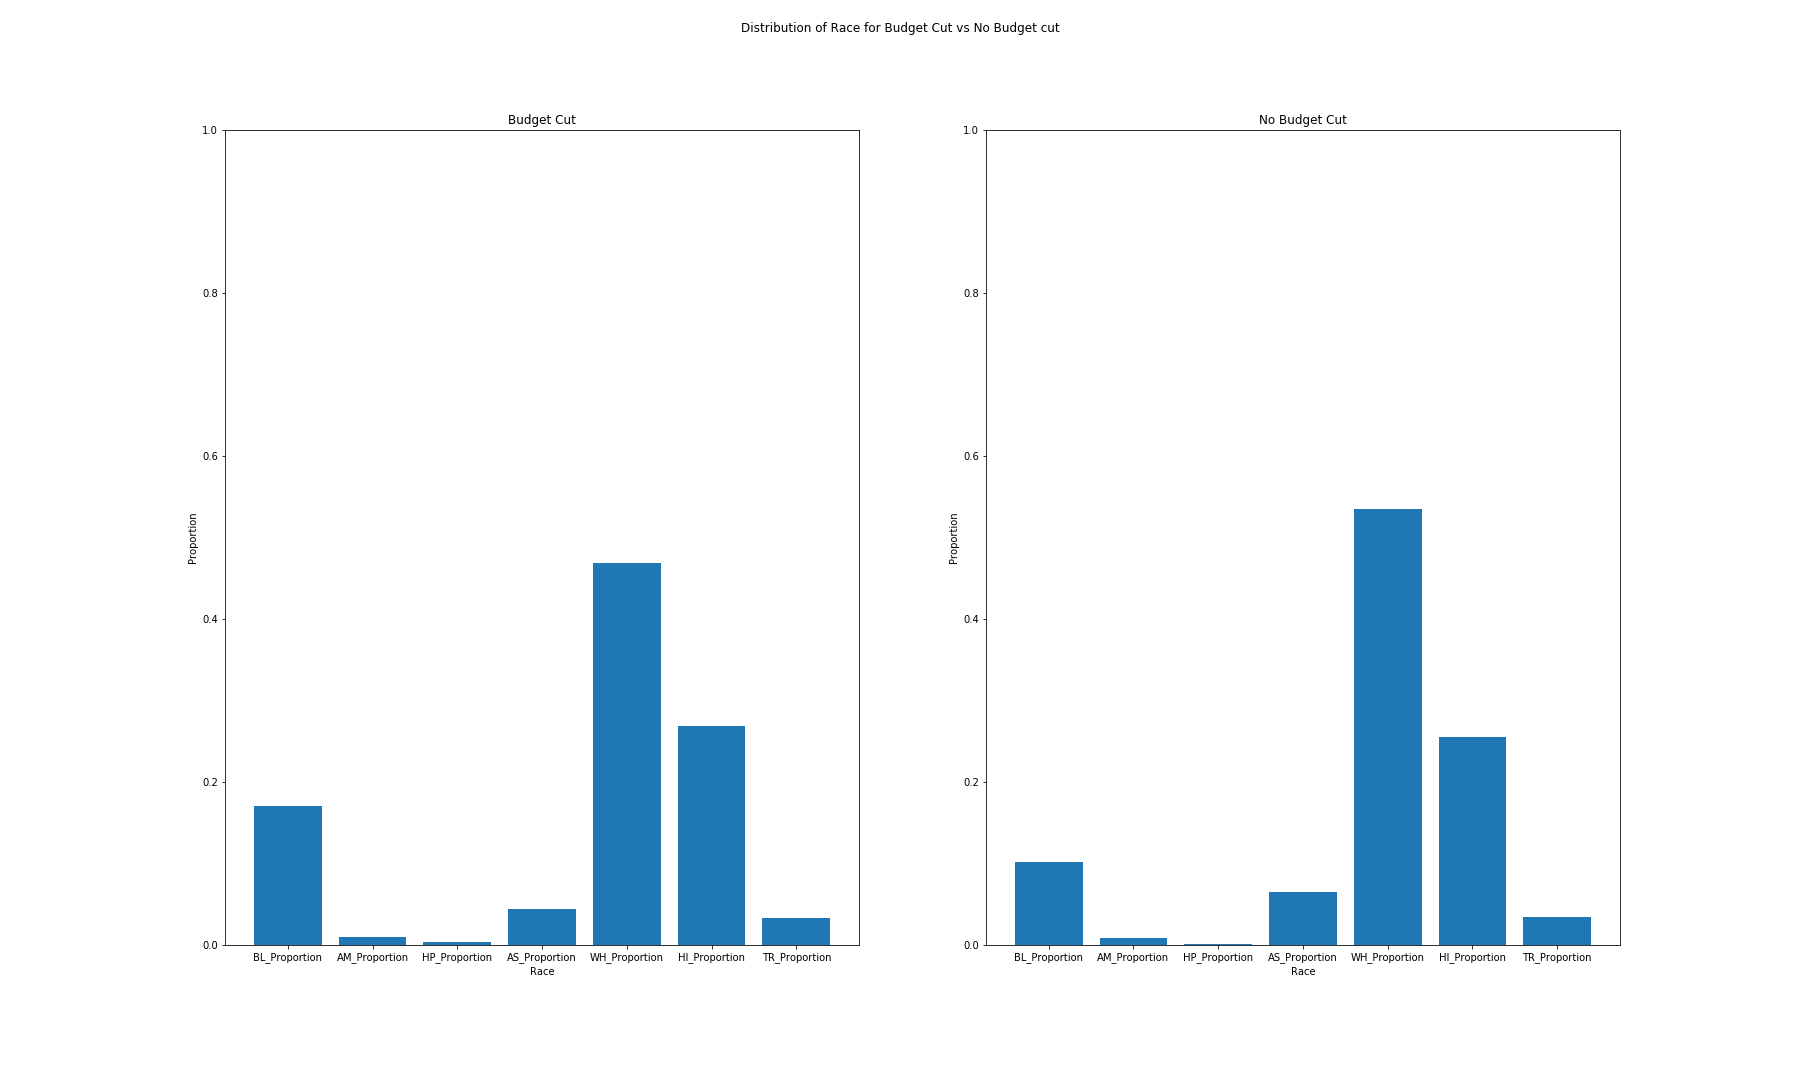 Distribution of Race for Budget Cut vs No Budget cut
Budget Cut
1.0
0.8
0.6
0.4
0.2
0.0
Proportion
BL_Proportion AM_Proportion HP_Proportion AS_Proportion WH_Proportion HI_Proportion TR_Proportion
Race
No Budget Cut
1.0
0.8
0.6
0.4
0.2
0.0
Proportion
BL_Proportion AM_Proportion HP_Proportion AS_Proportion WH_Proportion HI_Proportion TR_Proportion
Race